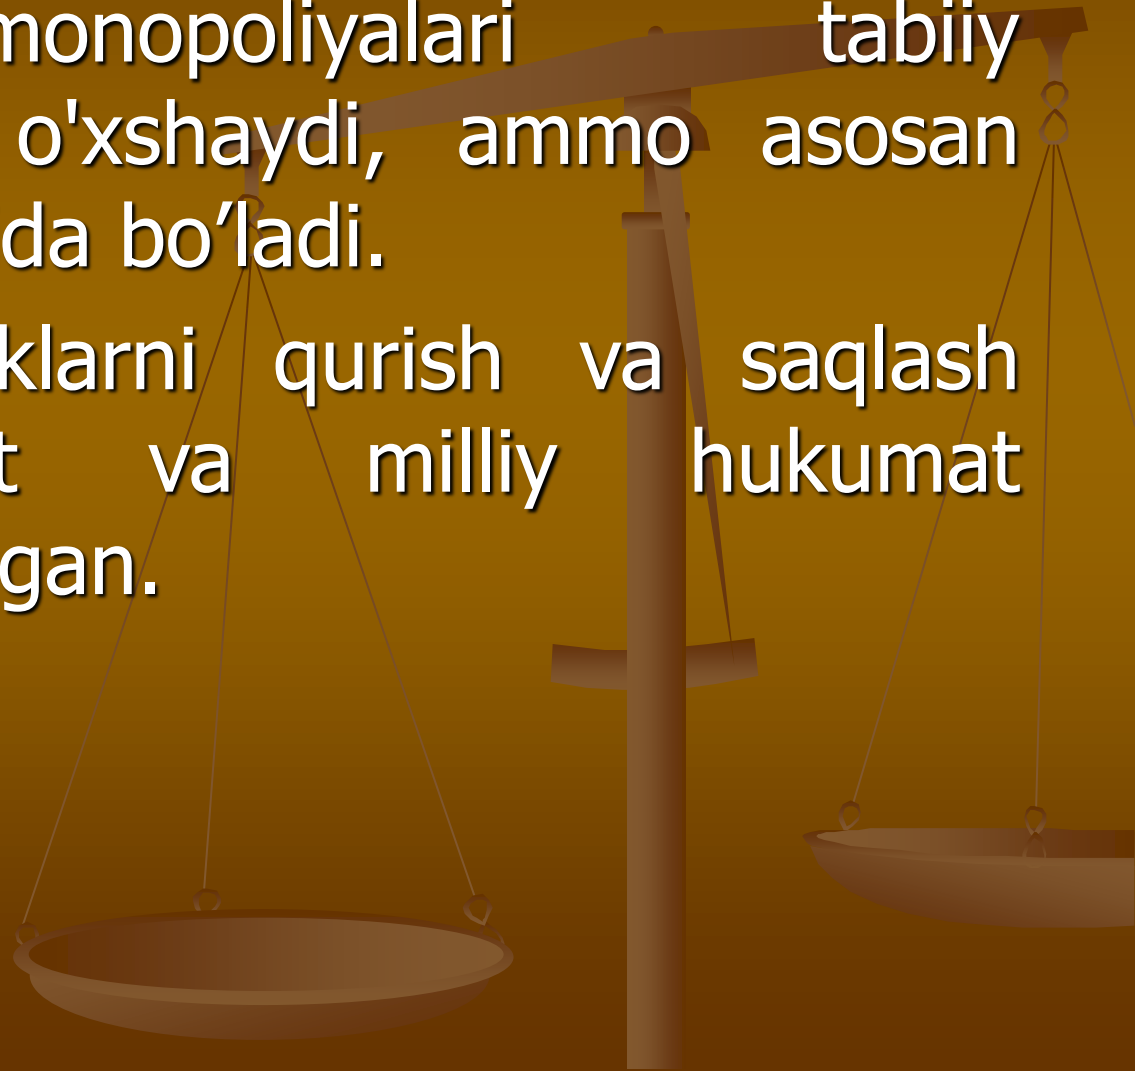 monopoliyalari tabiiy
o'xshaydi, ammo asosan
da bo’ladi.
klarni qurish va saqlash
t va milliy hukumat
gan.